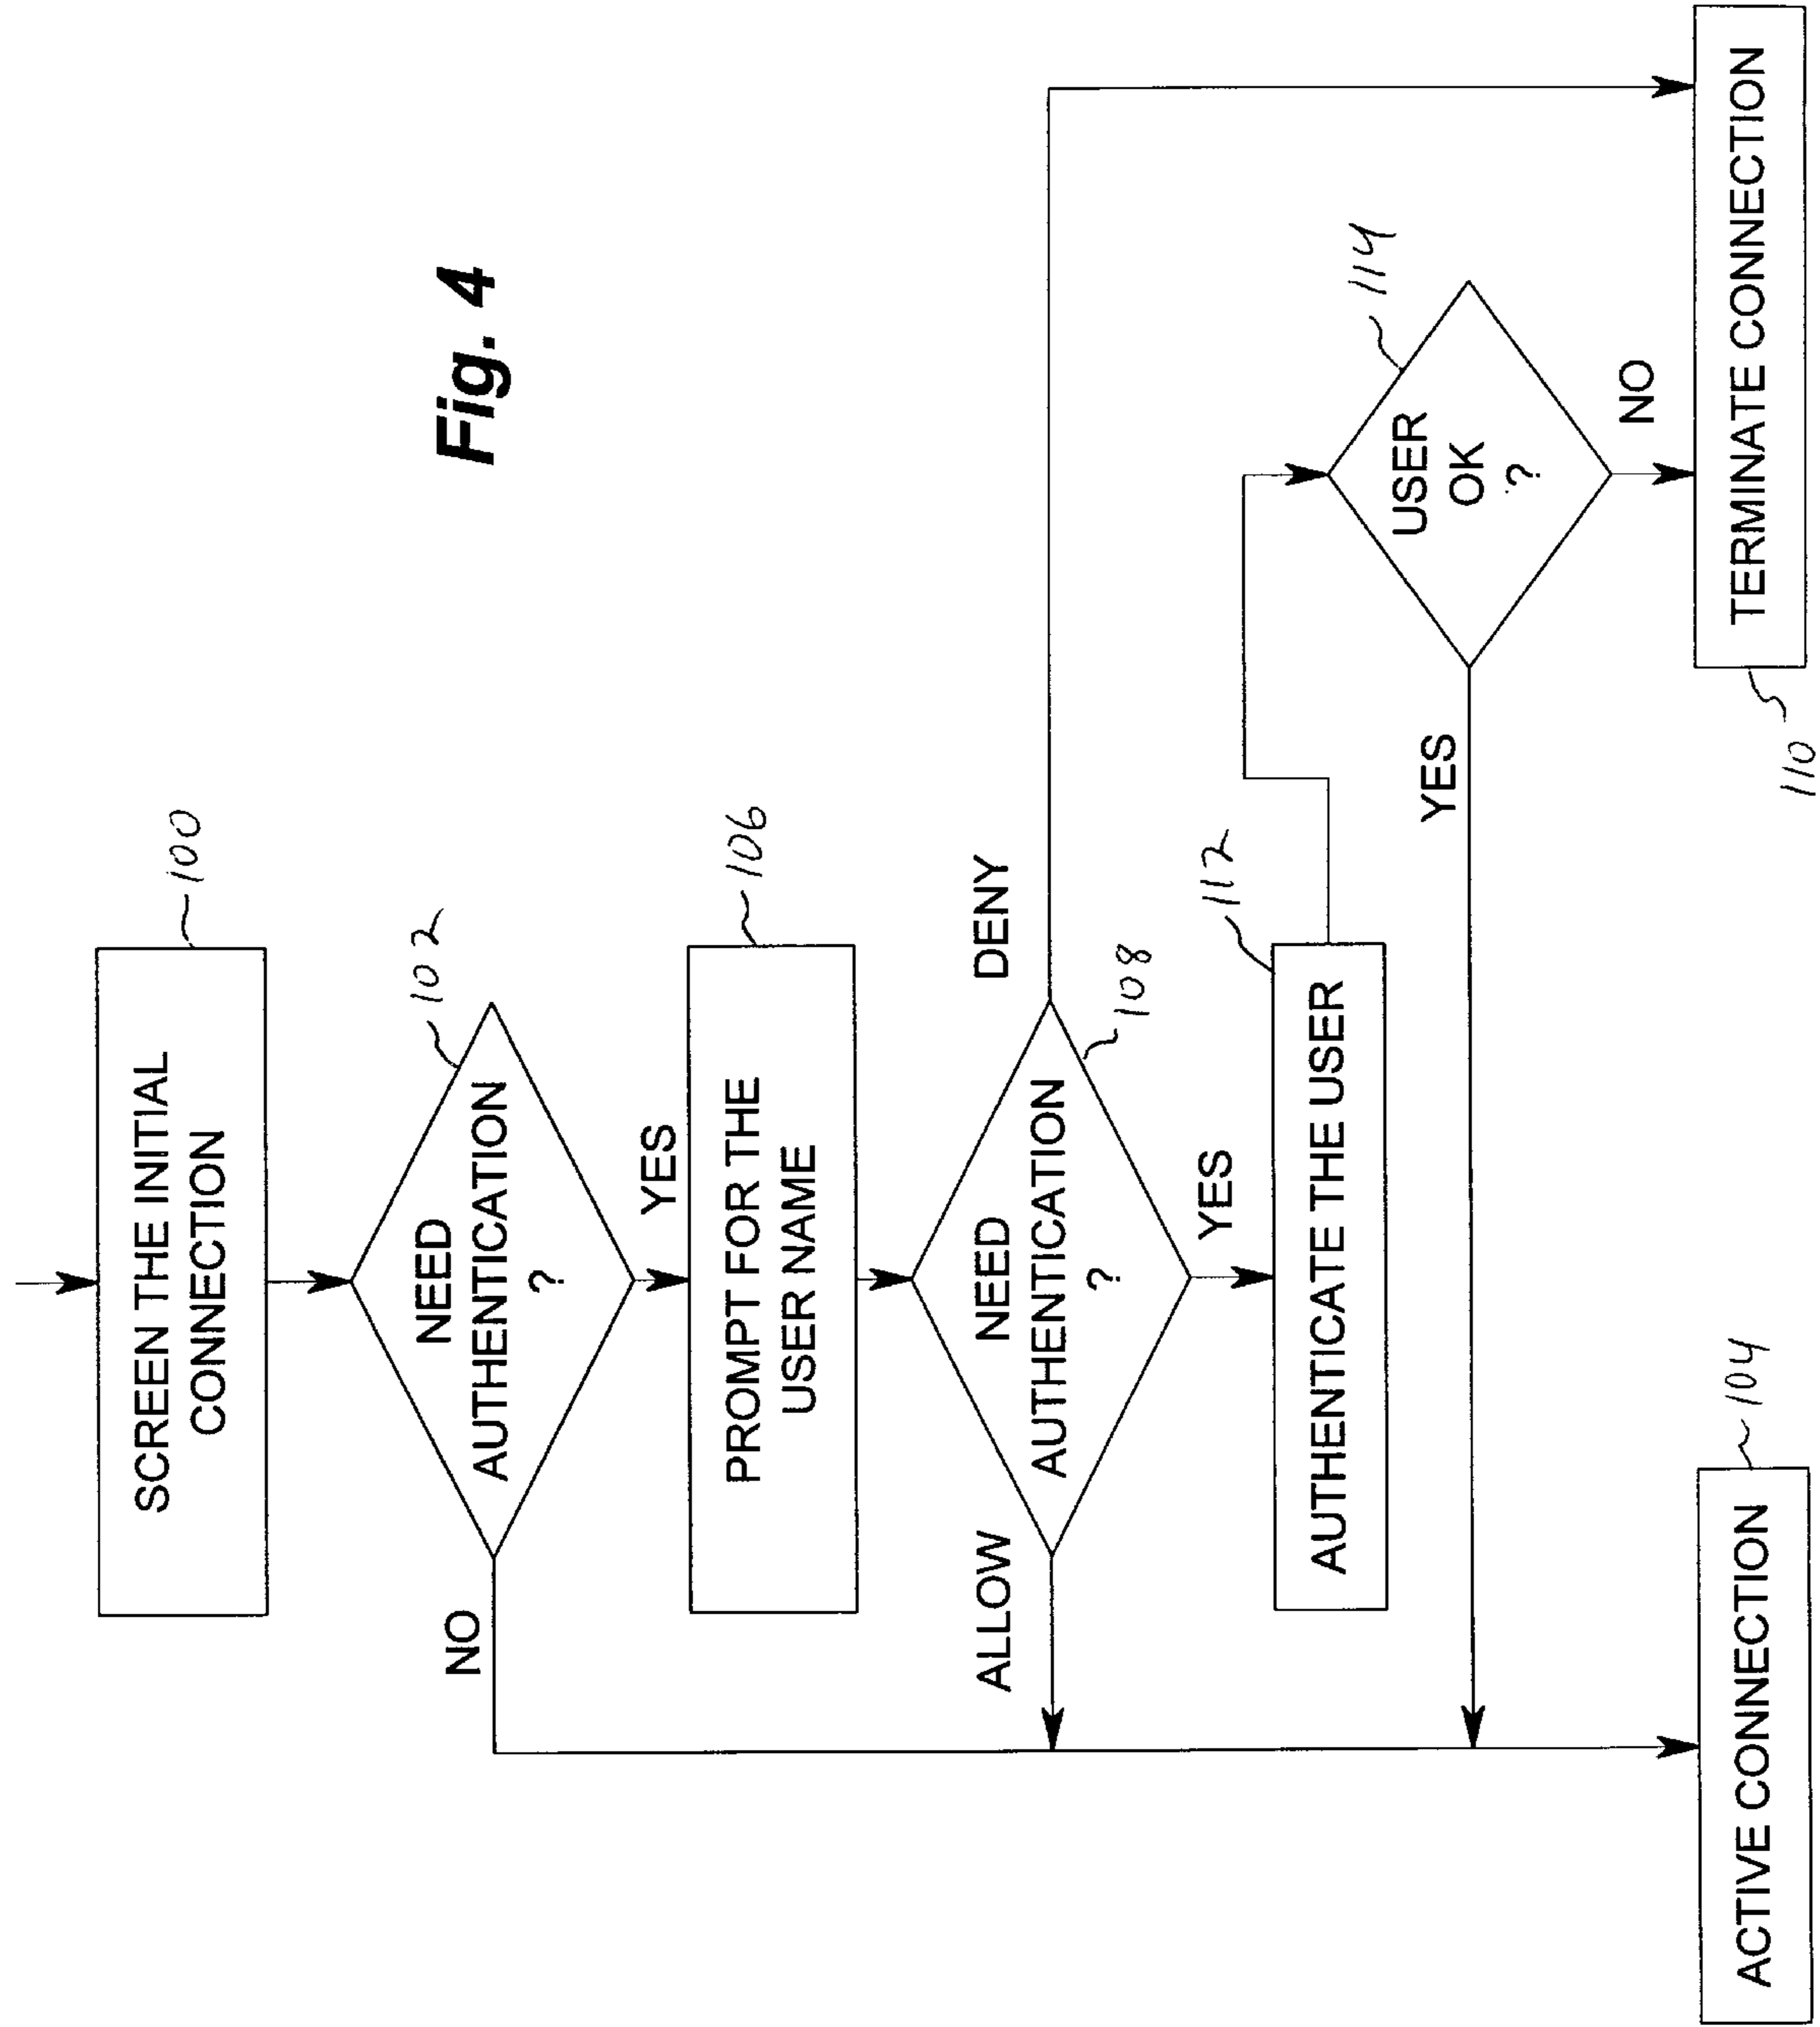 SCREEN THE INITIAL
CONNECTION
100
NEED
AUTHENTICATION
?
102
NO
YES
Fig. 4
PROMPT FOR THE
USER NAME
106
NEED
AUTHENTICATION
?
108
ALLOW
DENY
YES
AUTHENTICATE THE USER
112
USER
OK
?
114
YES
NO
ACTIVE CONNECTION
104
TERMINATE CONNECTION
110